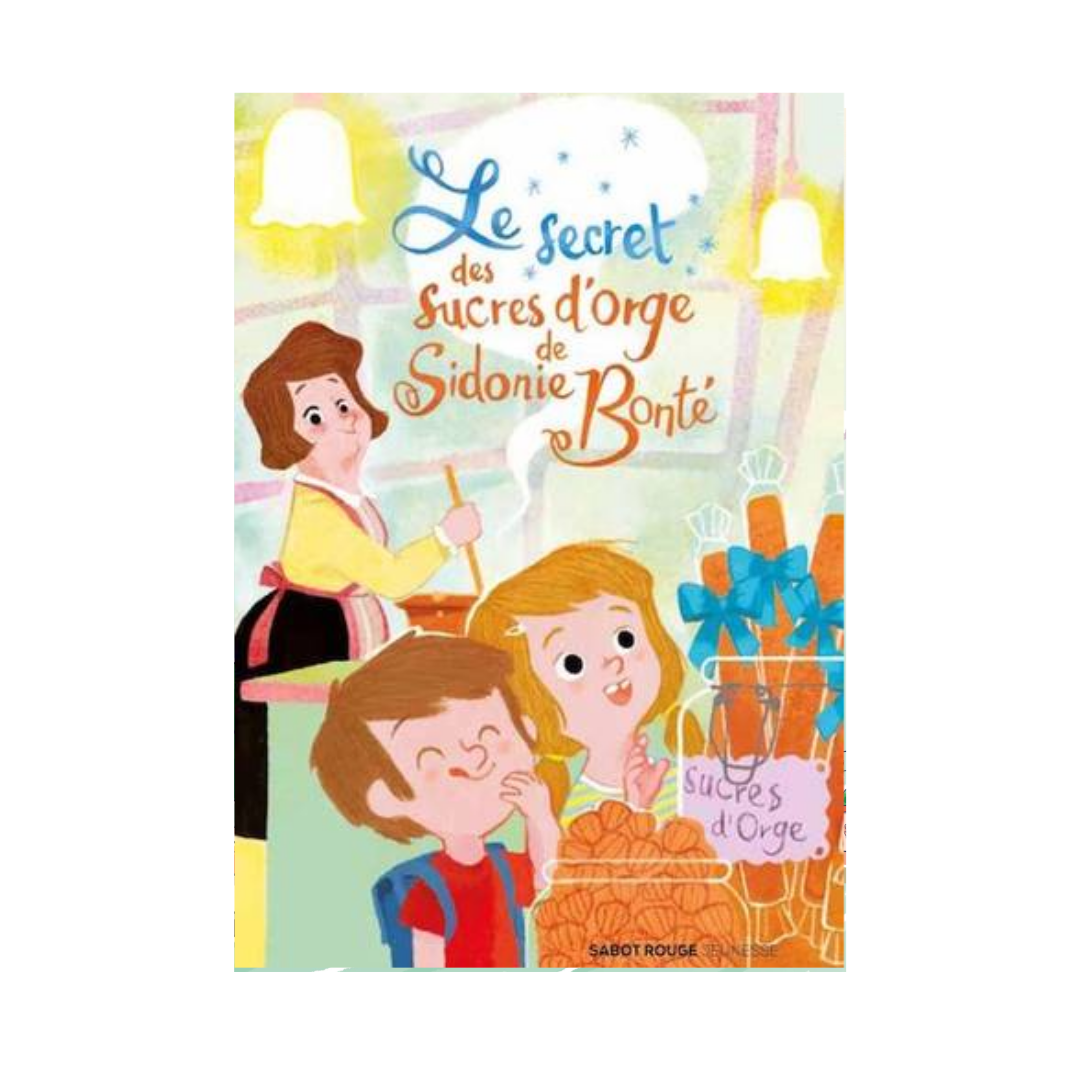 Le secret
des
sucres d'orge
de
Sidonie Bonté
sucres
d'Orge
SABOT ROUGE JEUNESSE